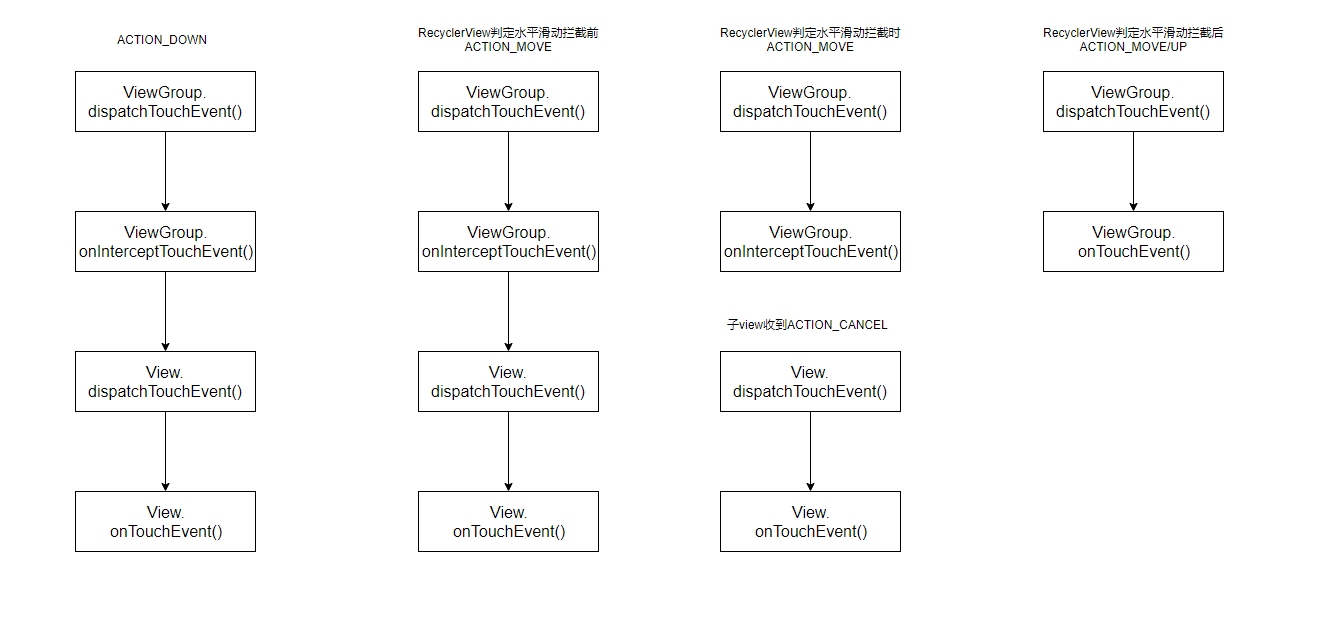 ACTION_DOWN
ViewGroup.
dispatchTouchEvent()
ViewGroup.
onInterceptTouchEvent()
View.
dispatchTouchEvent()
View.
onTouchEvent()
RecyclerView判定水平滑动拦截前
ACTION_MOVE
ViewGroup.
dispatchTouchEvent()
ViewGroup.
onInterceptTouchEvent()
View.
dispatchTouchEvent()
View.
onTouchEvent()
RecyclerView判定水平滑动拦截时
ACTION_MOVE
ViewGroup.
dispatchTouchEvent()
ViewGroup.
onInterceptTouchEvent()
子view收到ACTION_CANCEL
View.
dispatchTouchEvent()
View.
onTouchEvent()
RecyclerView判定水平滑动拦截后
ACTION_MOVE/UP
ViewGroup.
dispatchTouchEvent()
ViewGroup.
onTouchEvent()